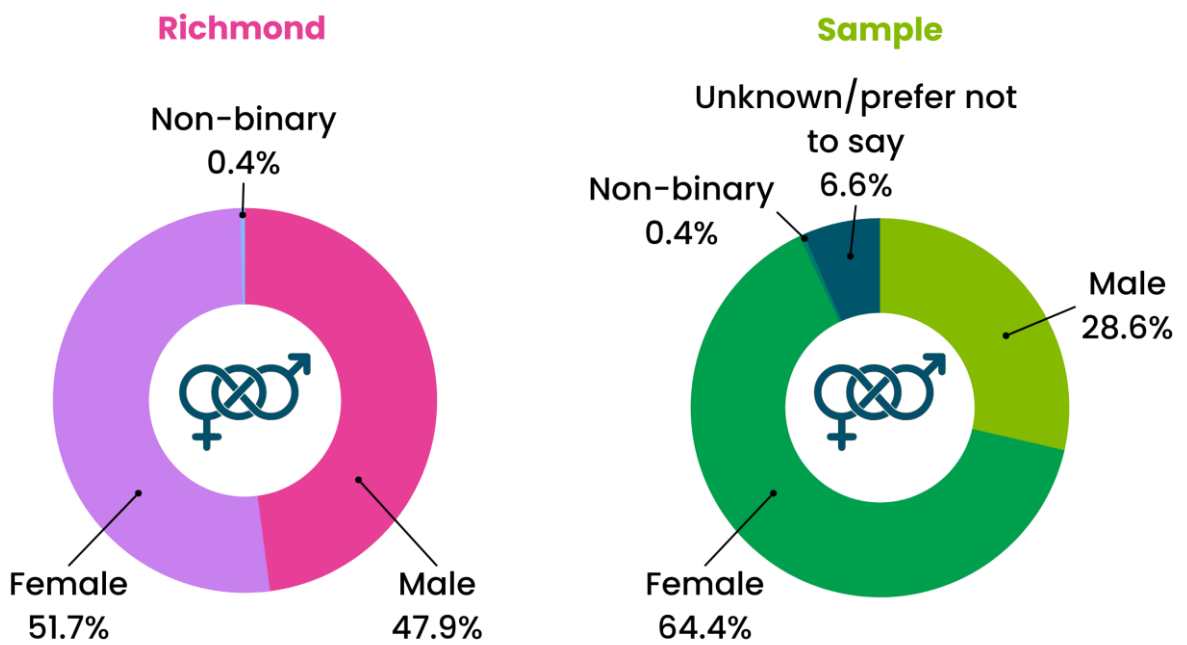 Richmond
Non-binary
0.4%
Female
51.7%
Male
47.9%
Sample
Unknown/prefer not
to say
6.6%
Non-binary
0.4%
Male
28.6%
Female
64.4%